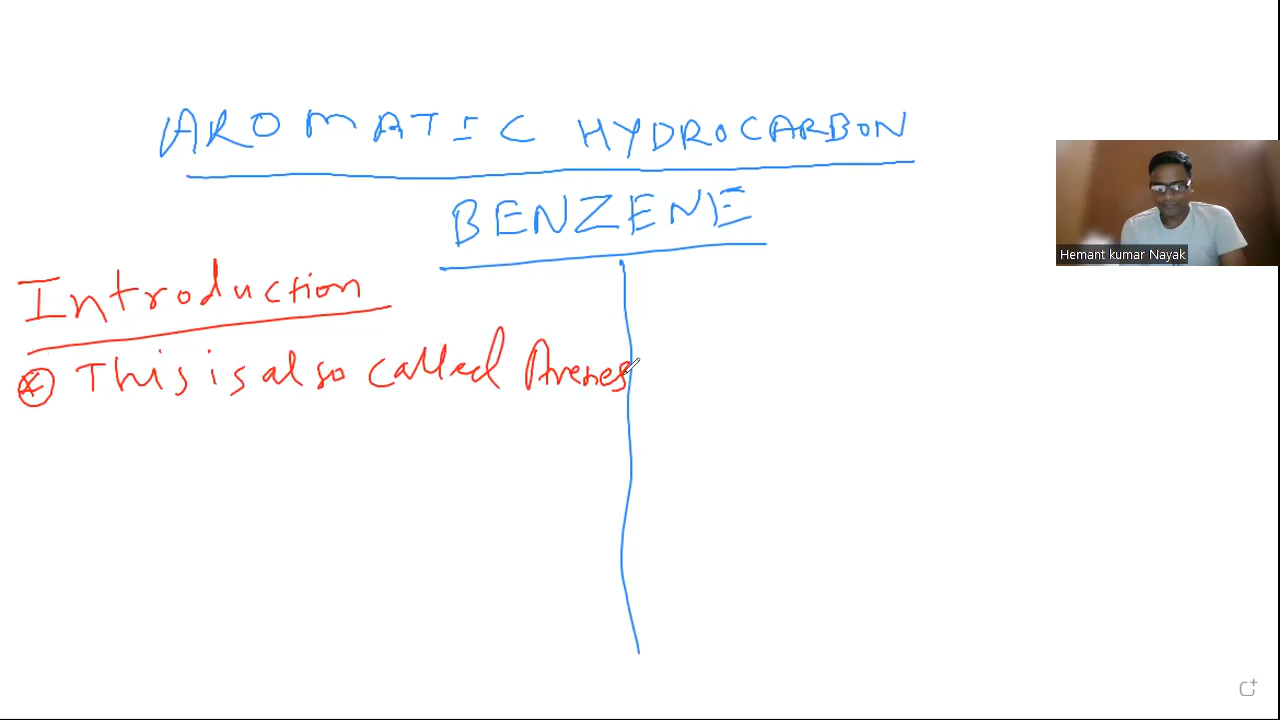 AROMATIC HYDROCARBON
BENZENE
Introduction
This is also called Arenes
Hemant kumar Nayak